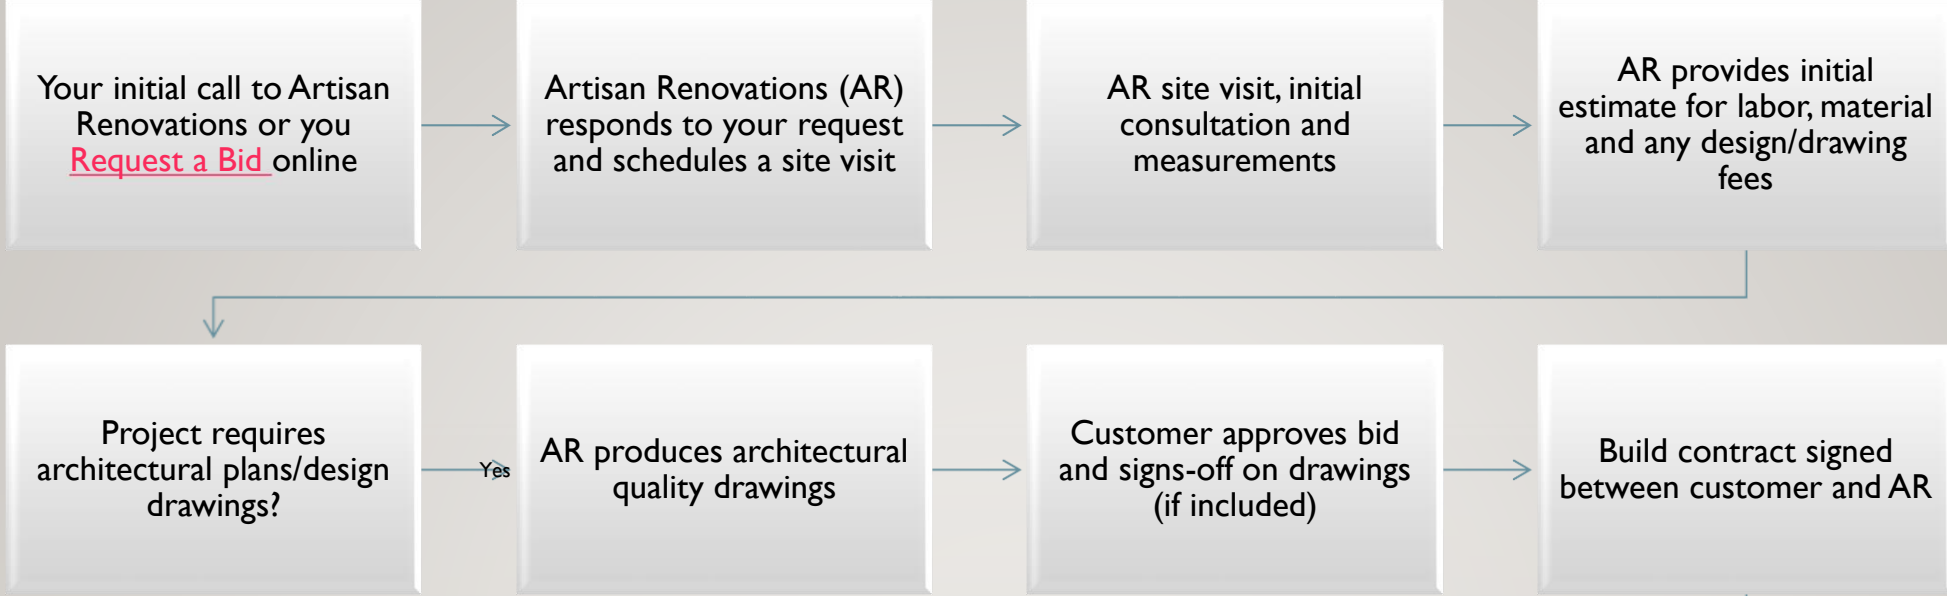 Your initial call to Artisan
Renovations or you
Request a Bid online
Artisan Renovations (AR)
responds to your request
and schedules a site visit
AR site visit, initial
consultation and
measurements
AR provides initial
estimate for labor, material
and any design/drawing
fees
Project requires
architectural plans/design
drawings?
Yes
AR produces architectural
quality drawings
Customer approves bid
and signs-off on drawings
(if included)
Build contract signed
between customer and AR